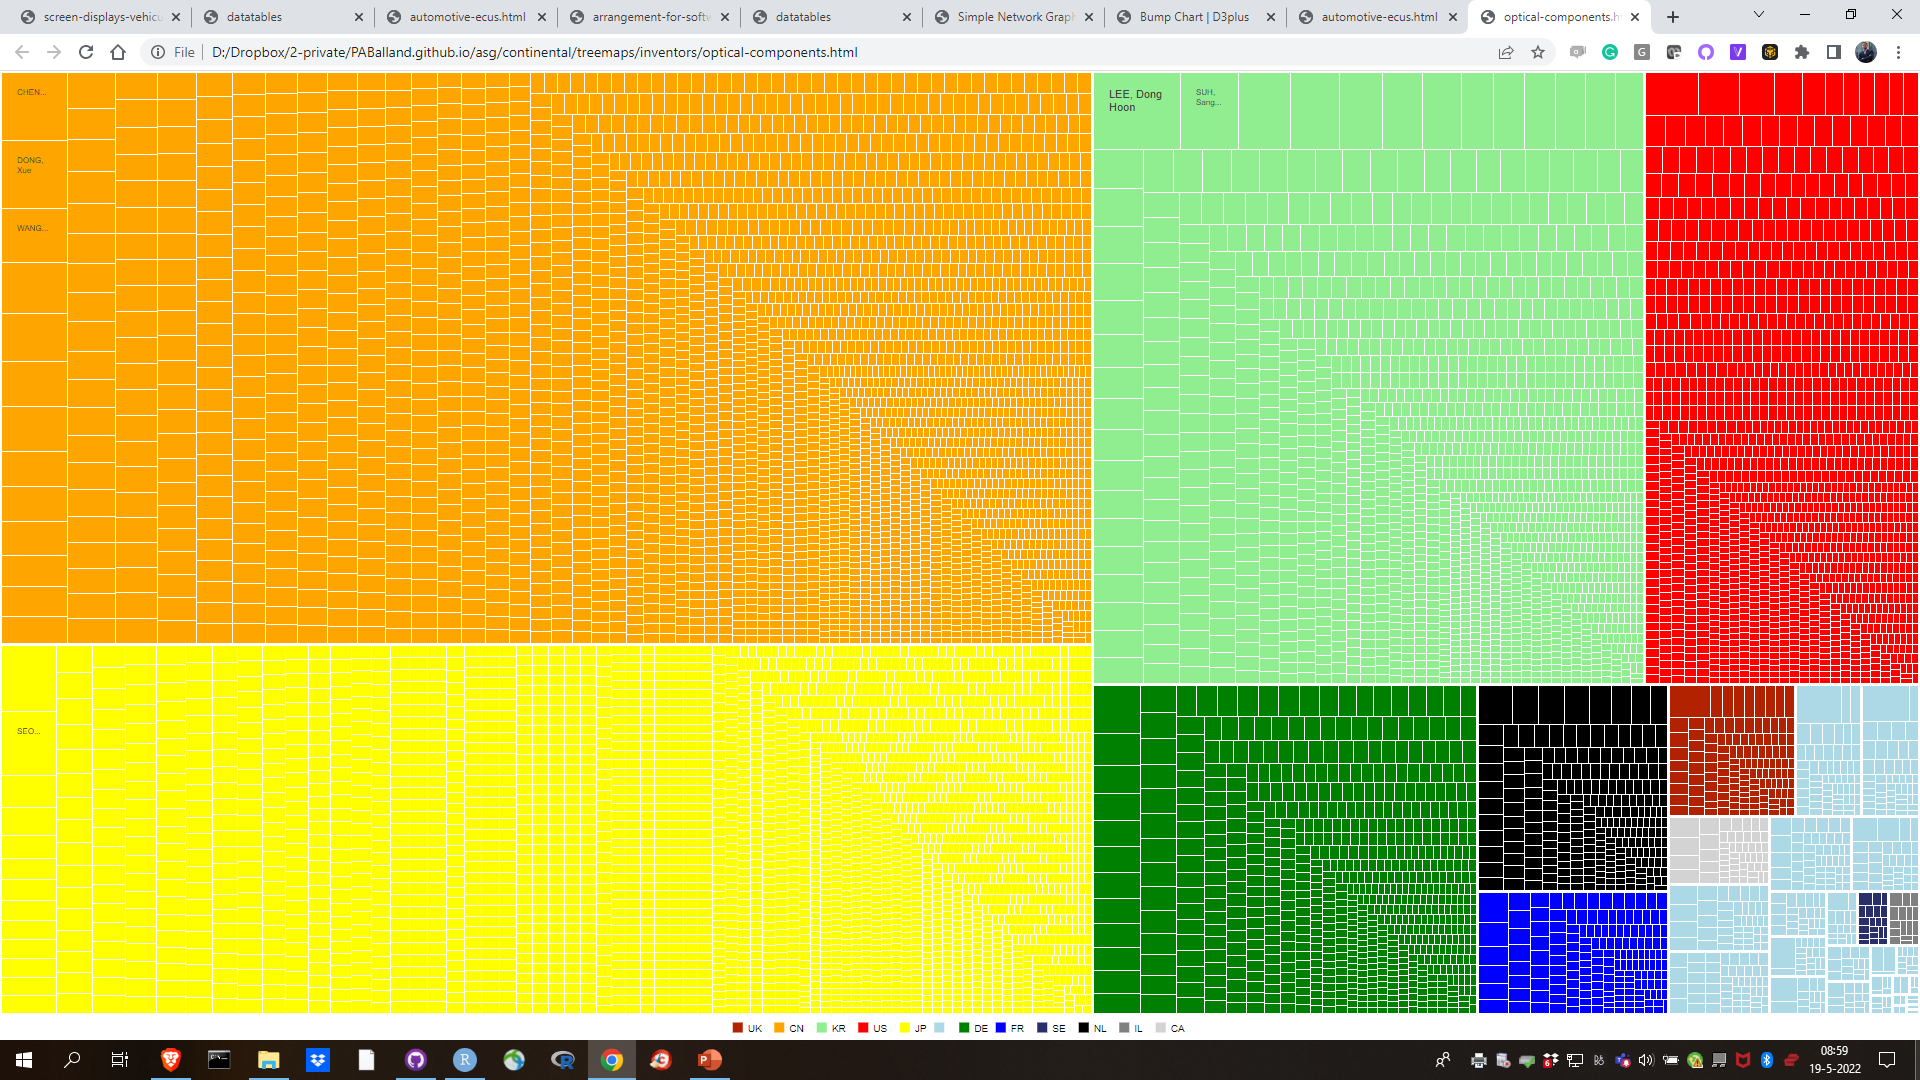 screen-displays-vehicu
datatables
automotive-ecus.html
arrangement-for-softw
datatables
Simple Network Grap
Bump Chart | D3plus
automotive-ecus.html
optical-components.h
File
D:/Dropbox/2-private/PABalland.github.io/asg/continental/treemaps/inventors/optical-components.html
CHEN...
DONG,
Xue
WANG...
LEE, Dong
Hoon
SUH,
Sang...
SEO...
UK CN KR US JP DE FR SE NL IL CA
08:59
19-5-2022